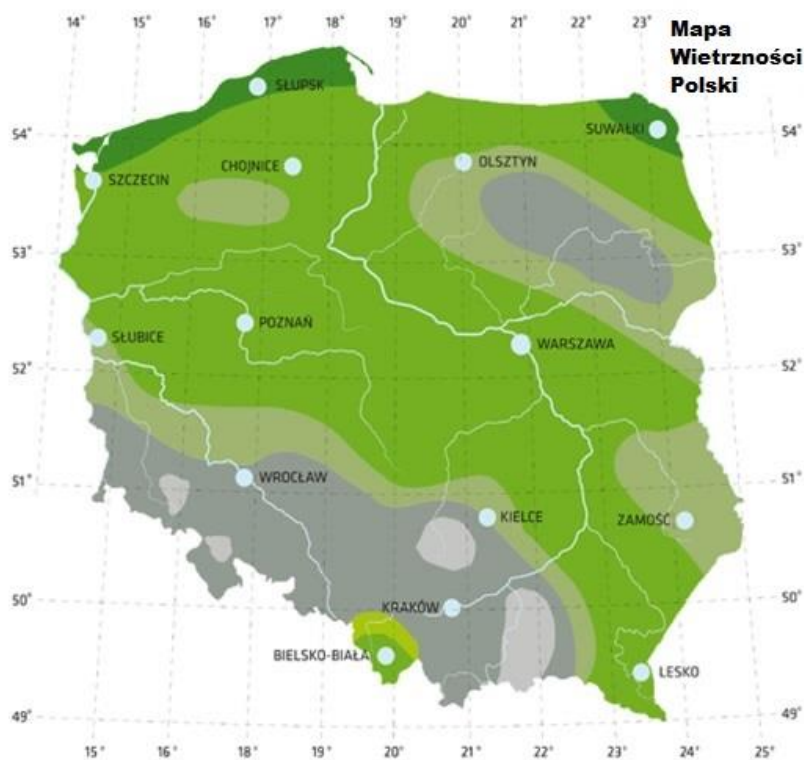 14° 15° 16° 17° 18° 19° 20° 21° 22° 23°
Mapa
Wietrzności
Polski
SŁUPSK
SUWAŁKI
54° 54°
CHOJNICE
OLSZTYN
SZCZECIN
53° 53°
POZNAŃ
SŁUBICE
WARSZAWA
52° 52°
WROCŁAW
51° 51°
KIELCE
ZAMOŚĆ
50° 50°
KRAKÓW
BIELSKO-BIAŁA
LESKO
49° 49°
15° 16° 17° 18° 19° 20° 21° 22° 23° 24° 25°